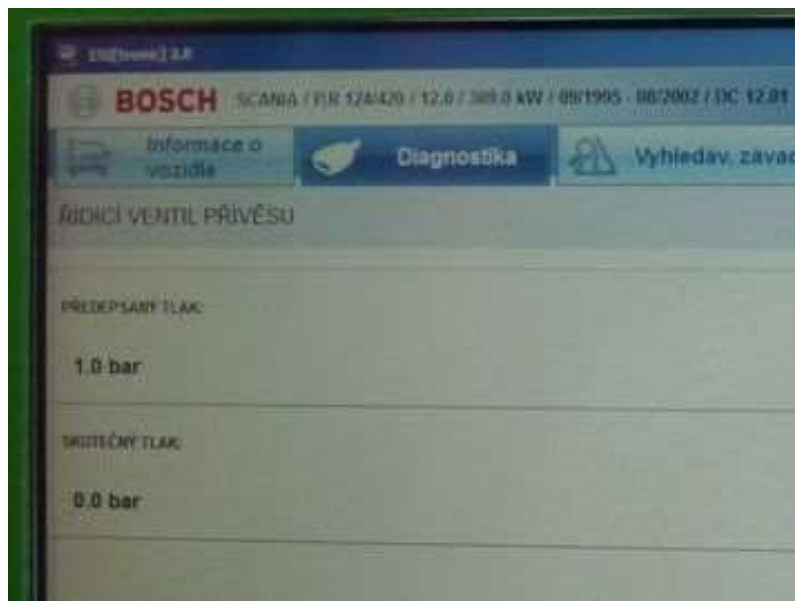 BOSCH SCANIA / P,R 124/420 / 12.0 / 309.0 kW / 09/1995 - 08/2002 / DC 12.01
Informace o
vozidle
Diagnostika
Vyhledáv. závad
ŘÍDICÍ VENTIL PŘÍVĚSU
PŘEDEPSANÝ TLAK:
1.0 bar
SKUTEČNÝ TLAK:
0.0 bar